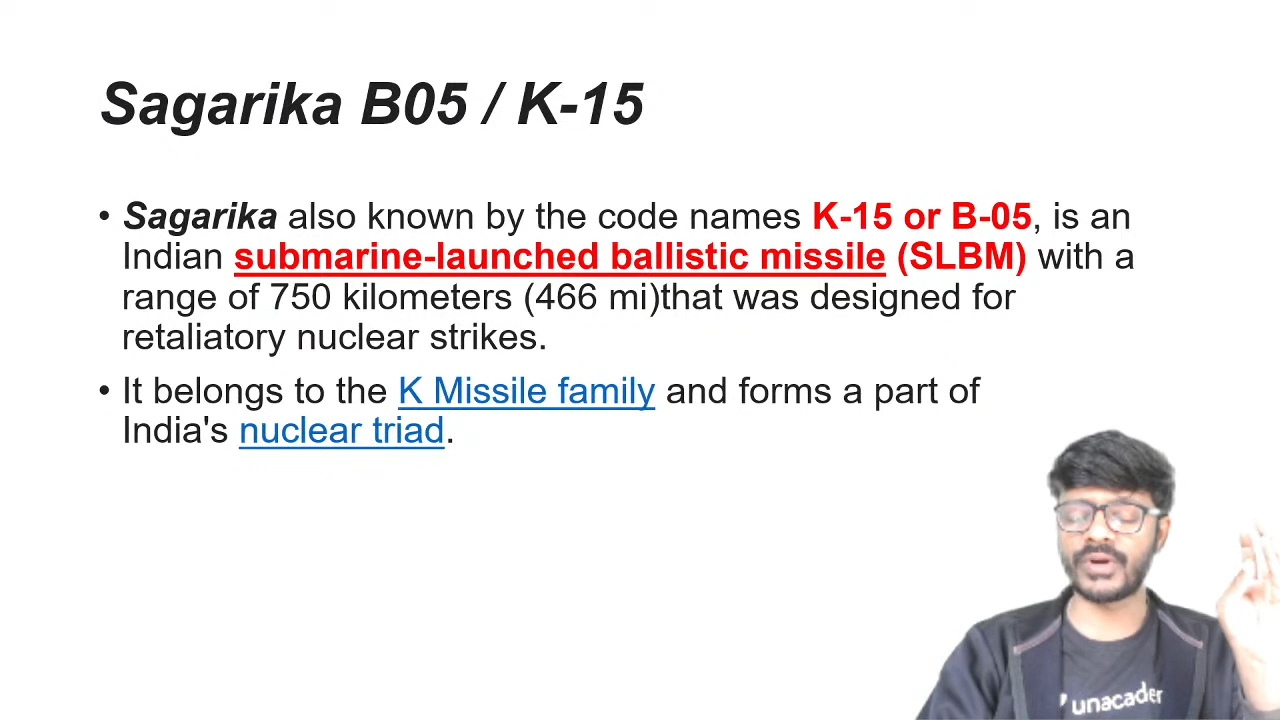 Sagarika B05 / K-15
• Sagarika also known by the code names K-15 or B-05, is an
Indian submarine-launched ballistic missile (SLBM) with a
range of 750 kilometers (466 mi)that was designed for
retaliatory nuclear strikes.
• It belongs to the K Missile family and forms a part of
India's nuclear triad.
unacader